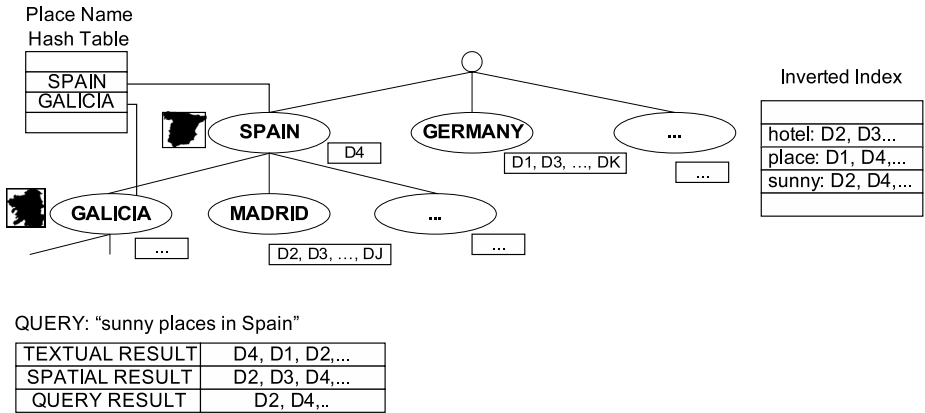 Place Name
Hash Table
SPAIN
GALICIA
SPAIN
D4
GERMANY
D1, D3, ..., DK
...
...
GALICIA
...
MADRID
D2, D3, ..., DJ
...
...
Inverted Index
hotel: D2, D3...
place: D1, D4,...
sunny: D2, D4,...
QUERY: “sunny places in Spain”
TEXTUAL RESULT D4, D1, D2,...
SPATIAL RESULT D2, D3, D4,...
QUERY RESULT D2, D4,..